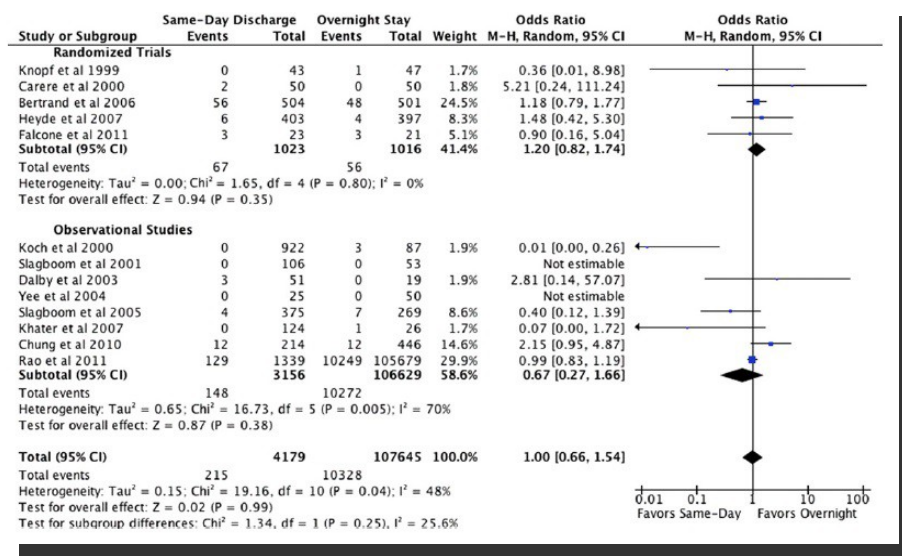 Same-Day Discharge Overnight Stay Odds Ratio Odds Ratio
Study or Subgroup Events Total Events Total Weight M-H, Random, 95% CI M-H, Random, 95% CI
Randomized Trials
Knopf et al 1999 0 43 1 47 1.7% 0.36 [0.01, 8.98]
Carere et al 2000 2 50 0 50 1.8% 5.21 [0.24, 111.24]
Bertrand et al 2006 56 504 48 501 24.5% 1.18 [0.79, 1.77]
Heyde et al 2007 6 403 4 397 8.3% 1.48 [0.42, 5.30]
Falcone et al 2011 3 23 3 21 5.1% 0.90 [0.16, 5.04]
Subtotal (95% CI) 1023 1016 41.4% 1.20 [0.82, 1.74]
Total events 67 56
Heterogeneity: Tau² = 0.00; Chi² = 1.65, df = 4 (P = 0.80); I² = 0%
Test for overall effect: Z = 0.94 (P = 0.35)
Observational Studies
Koch et al 2000 0 922 3 87 1.9% 0.01 [0.00, 0.26]
Slagboom et al 2001 0 106 0 53 Not estimable
Dalby et al 2003 3 51 0 19 1.9% 2.81 [0.14, 57.07]
Yee et al 2004 0 25 0 50 Not estimable
Slagboom et al 2005 4 375 7 269 8.6% 0.40 [0.12, 1.39]
Khater et al 2007 0 124 1 26 1.7% 0.07 [0.00, 1.72]
Chung et al 2010 12 214 12 446 14.6% 2.15 [0.95, 4.87]
Rao et al 2011 129 1339 10249 105679 29.9% 0.99 [0.83, 1.19]
Subtotal (95% CI) 3156 106629 58.6% 0.67 [0.27, 1.66]
Total events 148 10272
Heterogeneity: Tau² = 0.65; Chi² = 16.73, df = 5 (P = 0.005); I² = 70%
Test for overall effect: Z = 0.87 (P = 0.38)
Total (95% CI) 4179 107645 100.0% 1.00 [0.66, 1.54]
Total events 215 10328
Heterogeneity: Tau² = 0.15; Chi² = 19.16, df = 10 (P = 0.04); I² = 48%
Test for overall effect: Z = 0.02 (P = 0.99)
Test for subgroup differences: Chi² = 1.34, df = 1 (P = 0.25), I² = 25.6%
0.01 0.1 1 10 100
Favors Same-Day Favors Overnight